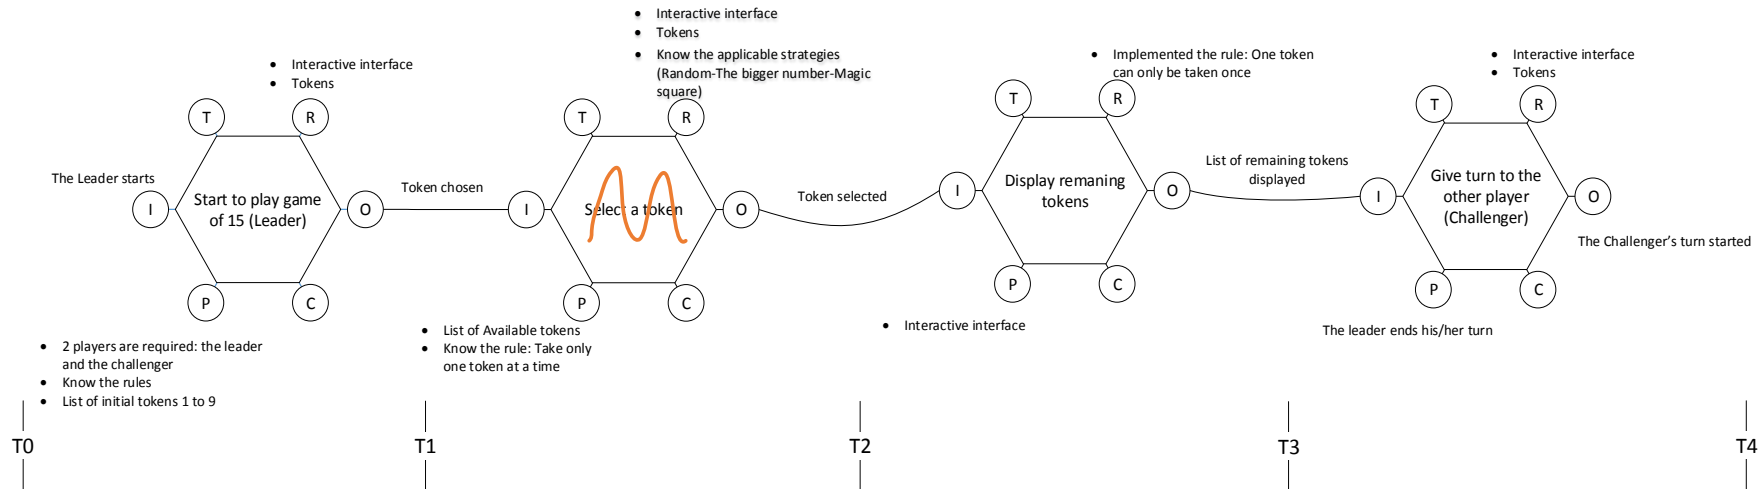 • Interactive interface
• Tokens
T
R
The Leader starts
I
Start to play game
of 15 (Leader)
O
P
C
• 2 players are required: the leader
and the challenger
• Know the rules
• List of initial tokens 1 to 9
Token chosen
• Interactive interface
• Tokens
• Know the applicable strategies
(Random-The bigger number-Magic
square)
T
R
I
Select a token
O
P
C
• List of Available tokens
• Know the rule: Take only
one token at a time
Token selected
• Implemented the rule: One token
can only be taken once
T
R
I
Display remaning
tokens
O
P
C
• Interactive interface
List of remaining tokens
displayed
• Interactive interface
• Tokens
T
R
I
Give turn to the
other player
(Challenger)
O
P
C
The Challenger's turn started
The leader ends his/her turn
T0
T1
T2
T3
T4